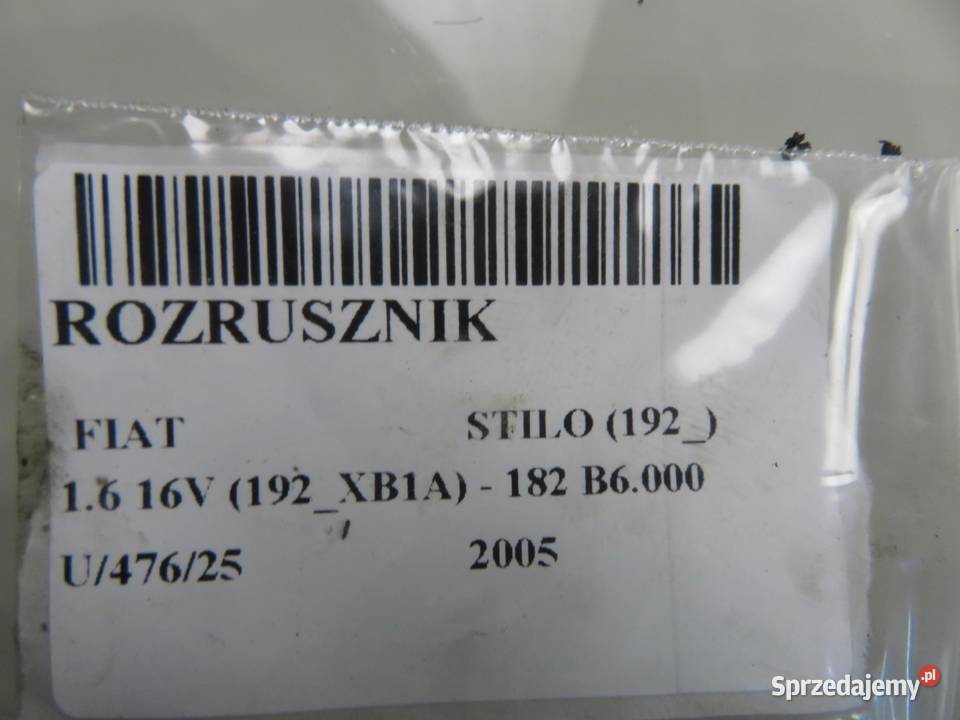 ROZRUSZNIK
FIAT STILO (192_)
1.6 16V (192_XB1A) - 182 B6.000
U/476/25 2005
Sprzedajemy.pl